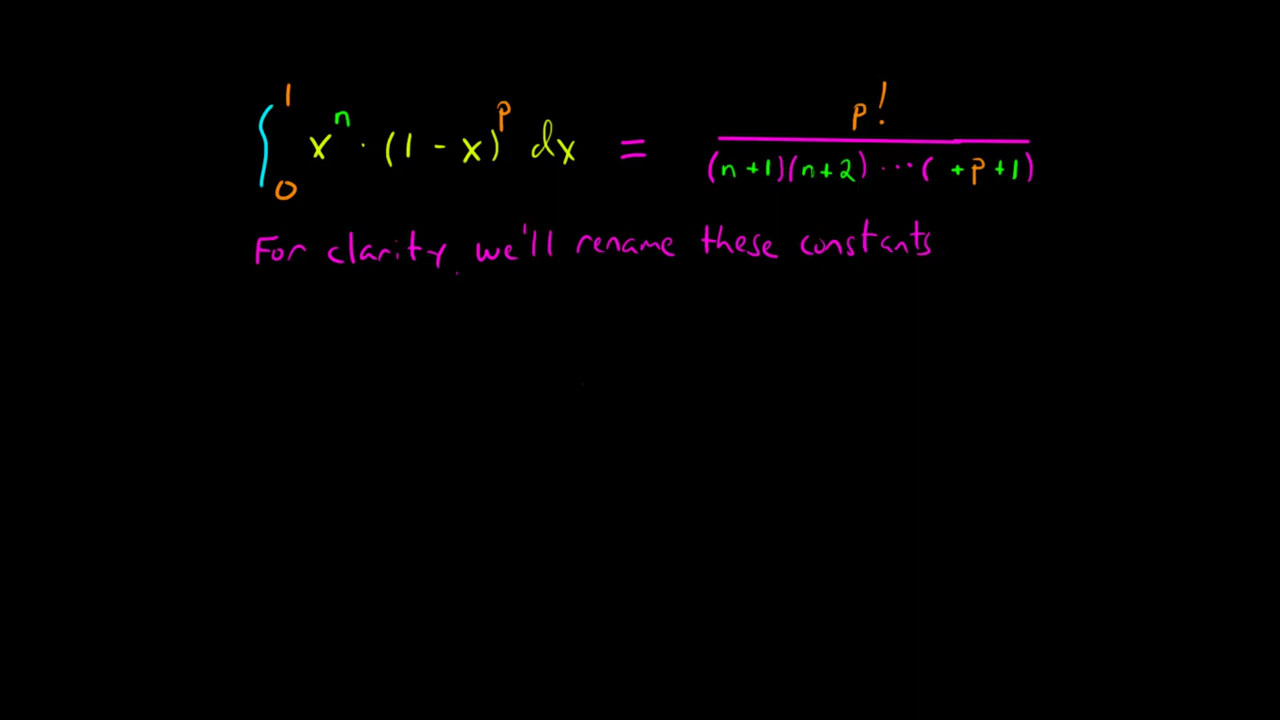 ∫₀¹ xⁿ · (1 - x)ᵖ dx = p! / ((n+1)(n+2) ··· ( +p+1))
For clarity, we'll rename these constants